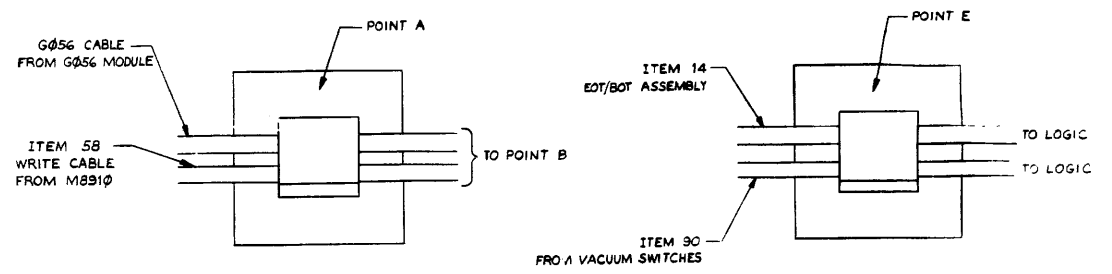 POINT A
GØ56 CABLE
FROM GØ56 MODULE
ITEM 58
WRITE CABLE
FROM M891Ø
TO POINT B
POINT E
ITEM 14
EOT/BOT ASSEMBLY
TO LOGIC
TO LOGIC
ITEM 90
FROM VACUUM SWITCHES